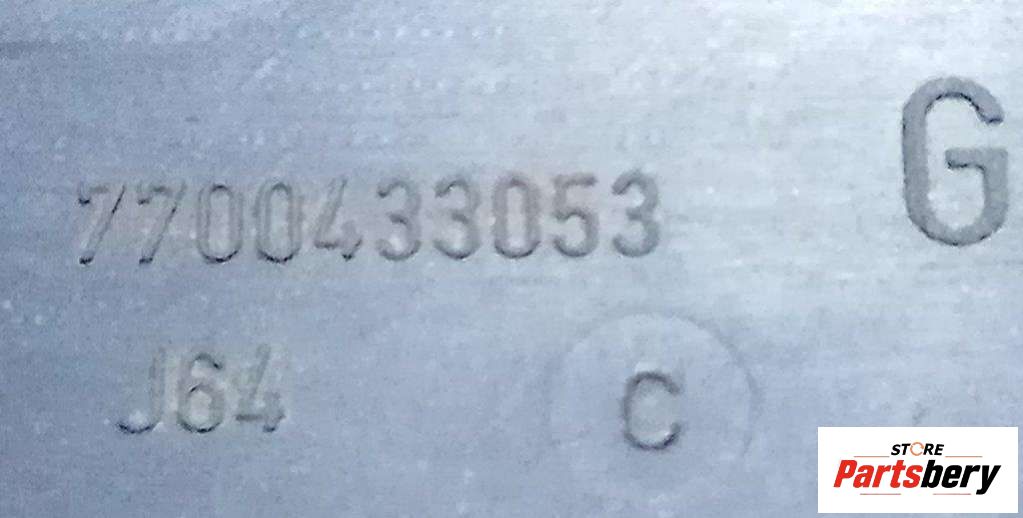 G
7700433053
J64
C
STORE
Partsbery